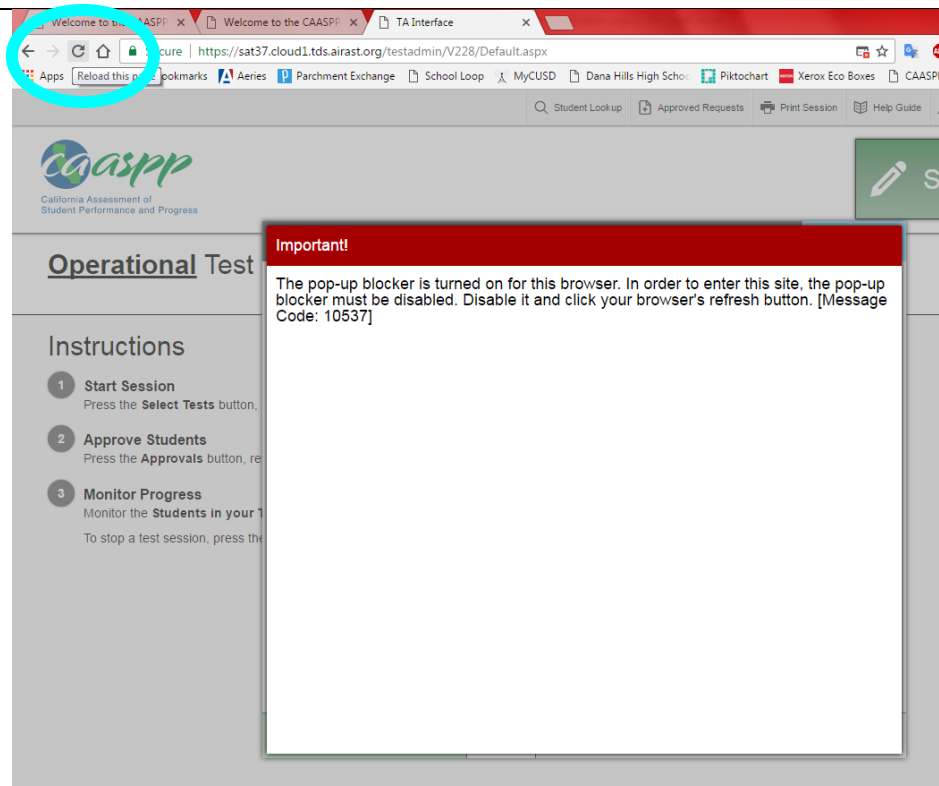 Welcome to the CAASPP Welcome to the CAASPP TA Interface
https://sat37.cloud1.tds.airast.org/testadmin/V228/Default.aspx
Apps Reload this page Aeries Parchment Exchange School Loop MyCUSD Dana Hills High Schoo Piktochart Xerox Eco Boxes
Student Lookup Approved Requests Print Session Help Guide
caaspp
California Assessment of
Student Performance and Progress
S
Operational Test
Important!
The pop-up blocker is turned on for this browser. In order to enter this site, the pop-up
blocker must be disabled. Disable it and click your browser's refresh button. [Message
Code: 10537]
Instructions
1 Start Session
Press the Select Tests button,
2 Approve Students
Press the Approvals button, re
3 Monitor Progress
Monitor the Students in your
To stop a test session, press the